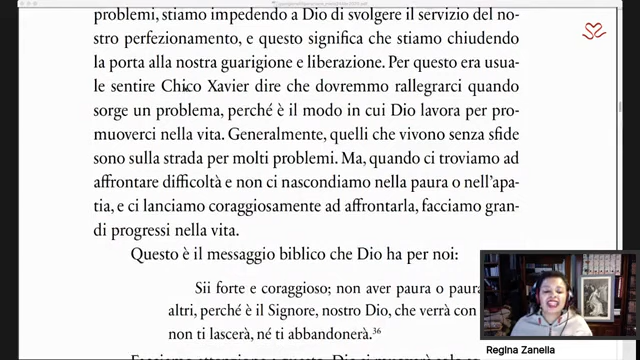 problemi, stiamo impedendo a Dio di svolgere il servizio del no-
stro perfezionamento, e questo significa che stiamo chiudendo
la porta alla nostra guarigione e liberazione. Per questo era usua-
le sentire Chico Xavier dire che dovremmo rallegrarci quando
sorge un problema, perché è il modo in cui Dio lavora per pro-
muoverci nella vita. Generalmente, quelli che vivono senza sfide
sono sulla strada per molti problemi. Ma, quando ci troviamo ad
affrontare difficoltà e non ci nascondiamo nella paura o nell'apa-
tia, e ci lanciamo coraggiosamente ad affrontarla, facciamo gran-
di progressi nella vita.
Questo è il messaggio biblico che Dio ha per noi:
Sii forte e coraggioso; non aver paura o paura
altri, perché è il Signore, nostro Dio, che verrà con
non ti lascerà, né ti abbandonerà.³⁶
Regina Zanella